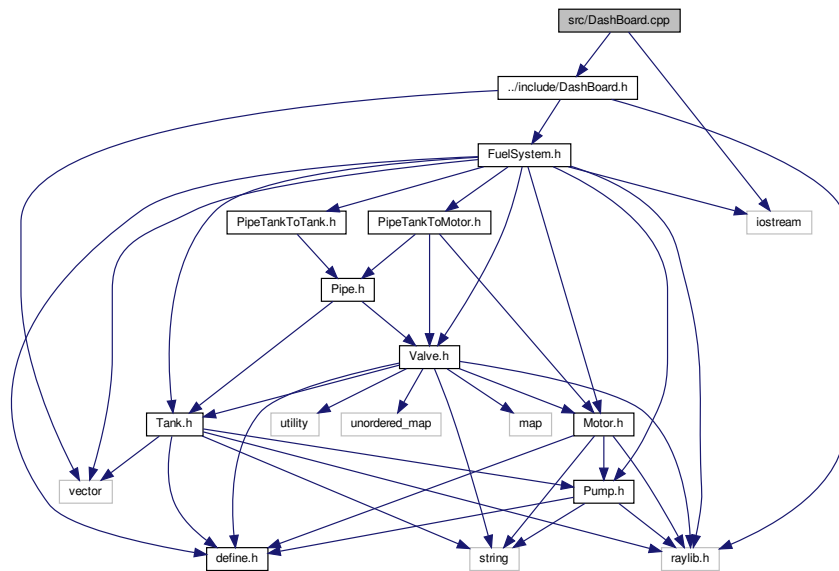 src/DashBoard.cpp
../include/DashBoard.h
FuelSystem.h
PipeTankToTank.h
PipeTankToMotor.h
iostream
Pipe.h
Valve.h
Tank.h
utility
unordered_map
map
Motor.h
vector
Pump.h
define.h
string
raylib.h